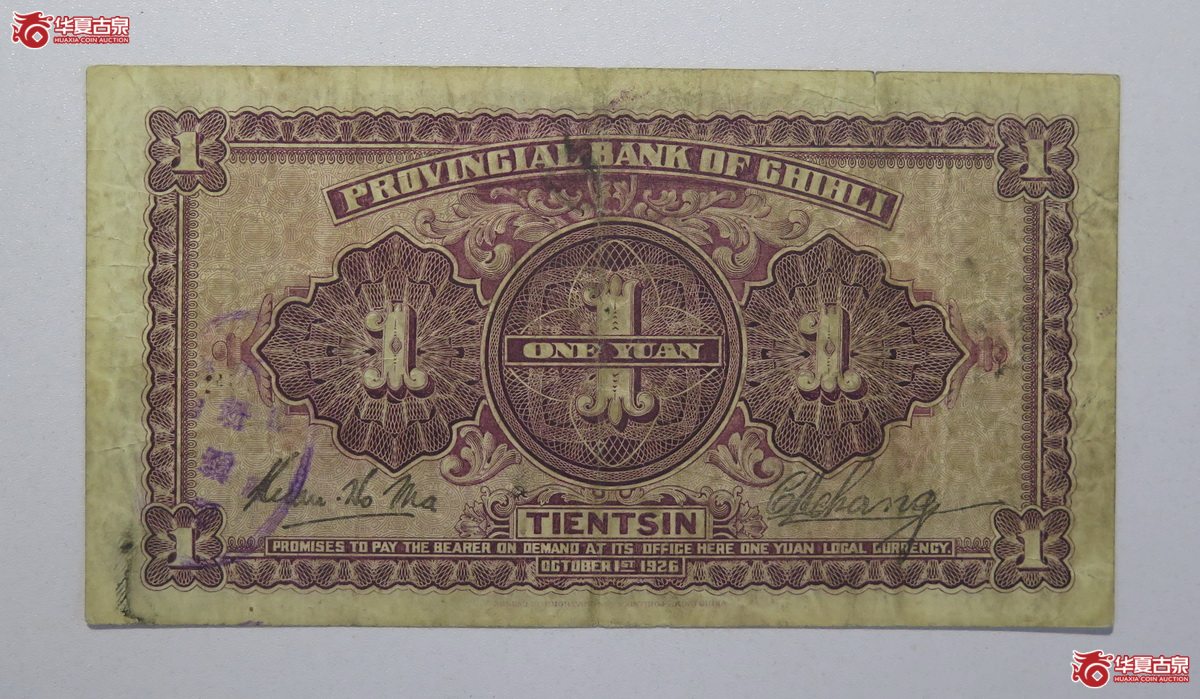 华夏古泉
HUAXIA COIN AUCTION
1 1
PROVINCIAL BANK OF CHIHLI
1 1 1
ONE YUAN
TIENTSIN
PROMISES TO PAY THE BEARER ON DEMAND AT ITS OFFICE HERE ONE YUAN LOCAL CURRENCY.
OCTOBER 1ST 1926
1 1
华夏古泉
HUAXIA COIN AUCTION